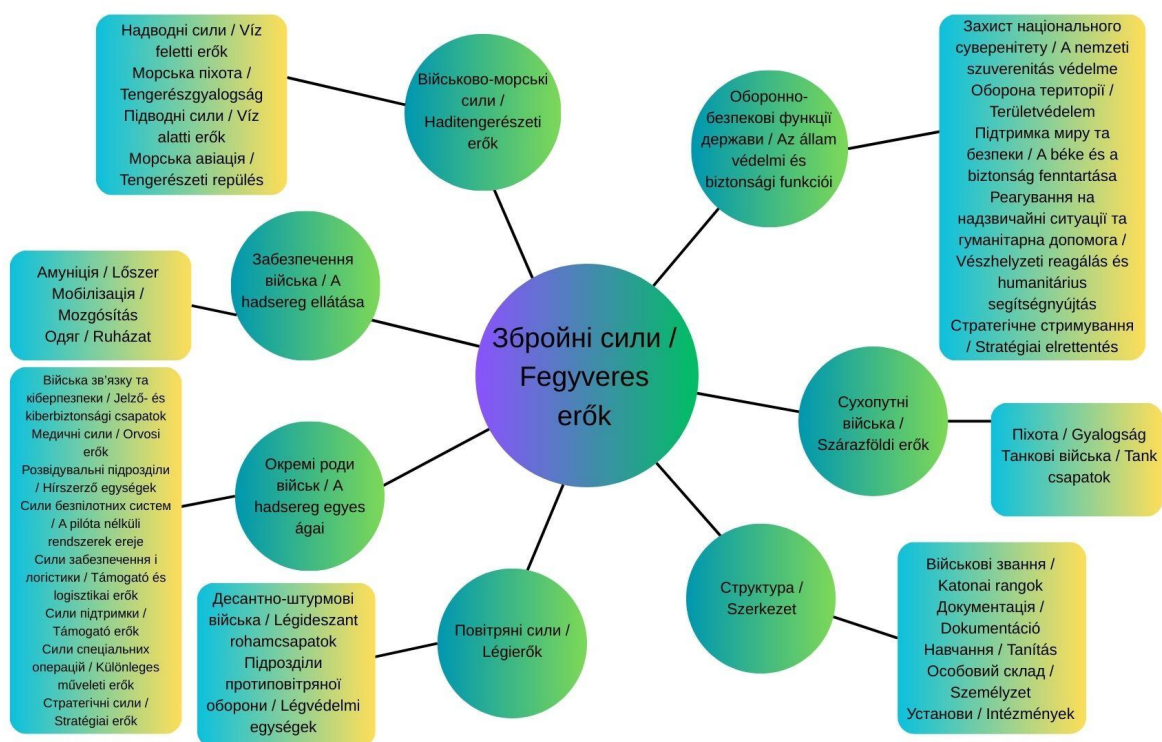 Надводні сили / Víz
feletti erők
Морська піхота /
Tengerészgyalogság
Підводні сили / Víz
alatti erők
Морська авіація /
Tengerészeti repülés
Військово-морські
сили /
Haditengerészeti
erők
Оборонно-
безпекові функції
держави / Az állam
védelmi és
biztonsági funkciói
Захист національного
суверенітету / A nemzeti
szuverenitás védelme
Оборона території /
Területvédelem
Підтримка миру та
безпеки / A béke és a
biztonság fenntartása
Реагування на
надзвичайні ситуації та
гуманітарна допомога /
Vészhelyzeti reagálás és
humanitárius
segítségnyújtás
Стратегічне стримування
/ Stratégiai elrettentés
Амуніція / Lőszer
Мобілізація /
Mozgósítás
Одяг / Ruházat
Забезпечення
війська / A
hadsereg ellátása
Збройні сили /
Fegyveres
erők
Сухопутні
війська /
Szárazföldi erők
Піхота / Gyalogság
Танкові війська / Tank
csapatok
Війська зв'язку та
кіберпезпеки / Jelző- és
kiberbiztonsági csapatok
Медичні сили / Orvosi
erők
Розвідувальні підрозділи
/ Hírszerző egységek
Сили безпілотних систем
/ A pilóta nélküli
rendszerek ereje
Сили забезпечення і
логістики / Támogató és
logisztikai erők
Сили підтримки /
Támogató erők
Сили спеціальних
операцій / Különleges
műveleti erők
Стратегічні сили /
Stratégiai erők
Окремі роди
військ / A
hadsereg egyes
ágai
Десантно-штурмові
війська / Légideszant
rohamcsapatok
Підрозділи
протиповітряної
оборони / Légvédelmi
egységek
Повітряні сили /
Légierők
Структура /
Szerkezet
Військові звання /
Katonai rangok
Документація /
Dokumentáció
Навчання / Tanítás
Особовий склад /
Személyzet
Установи / Intézmények